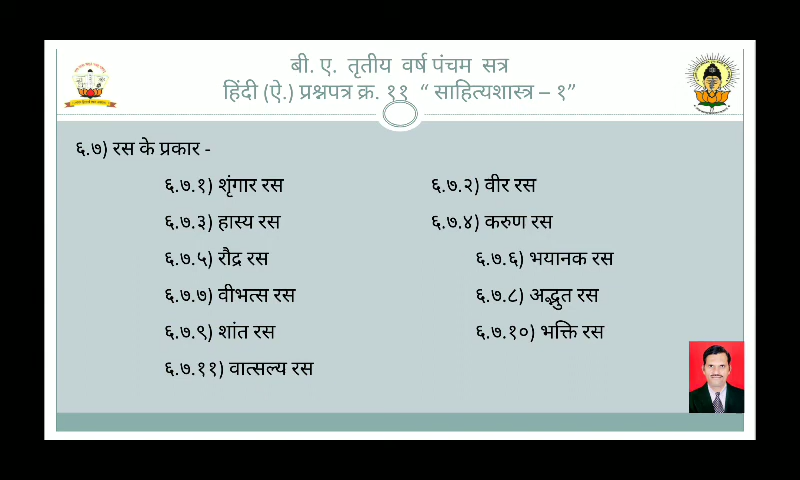 बी. ए. तृतीय वर्ष पंचम सत्र
हिंदी (ऐ.) प्रश्नपत्र क्र. ११ “ साहित्यशास्त्र – १”
६.७) रस के प्रकार -
६.७.१) शृंगार रस ६.७.२) वीर रस
६.७.३) हास्य रस ६.७.४) करुण रस
६.७.५) रौद्र रस ६.७.६) भयानक रस
६.७.७) वीभत्स रस ६.७.८) अद्भुत रस
६.७.९) शांत रस ६.७.१०) भक्ति रस
६.७.११) वात्सल्य रस